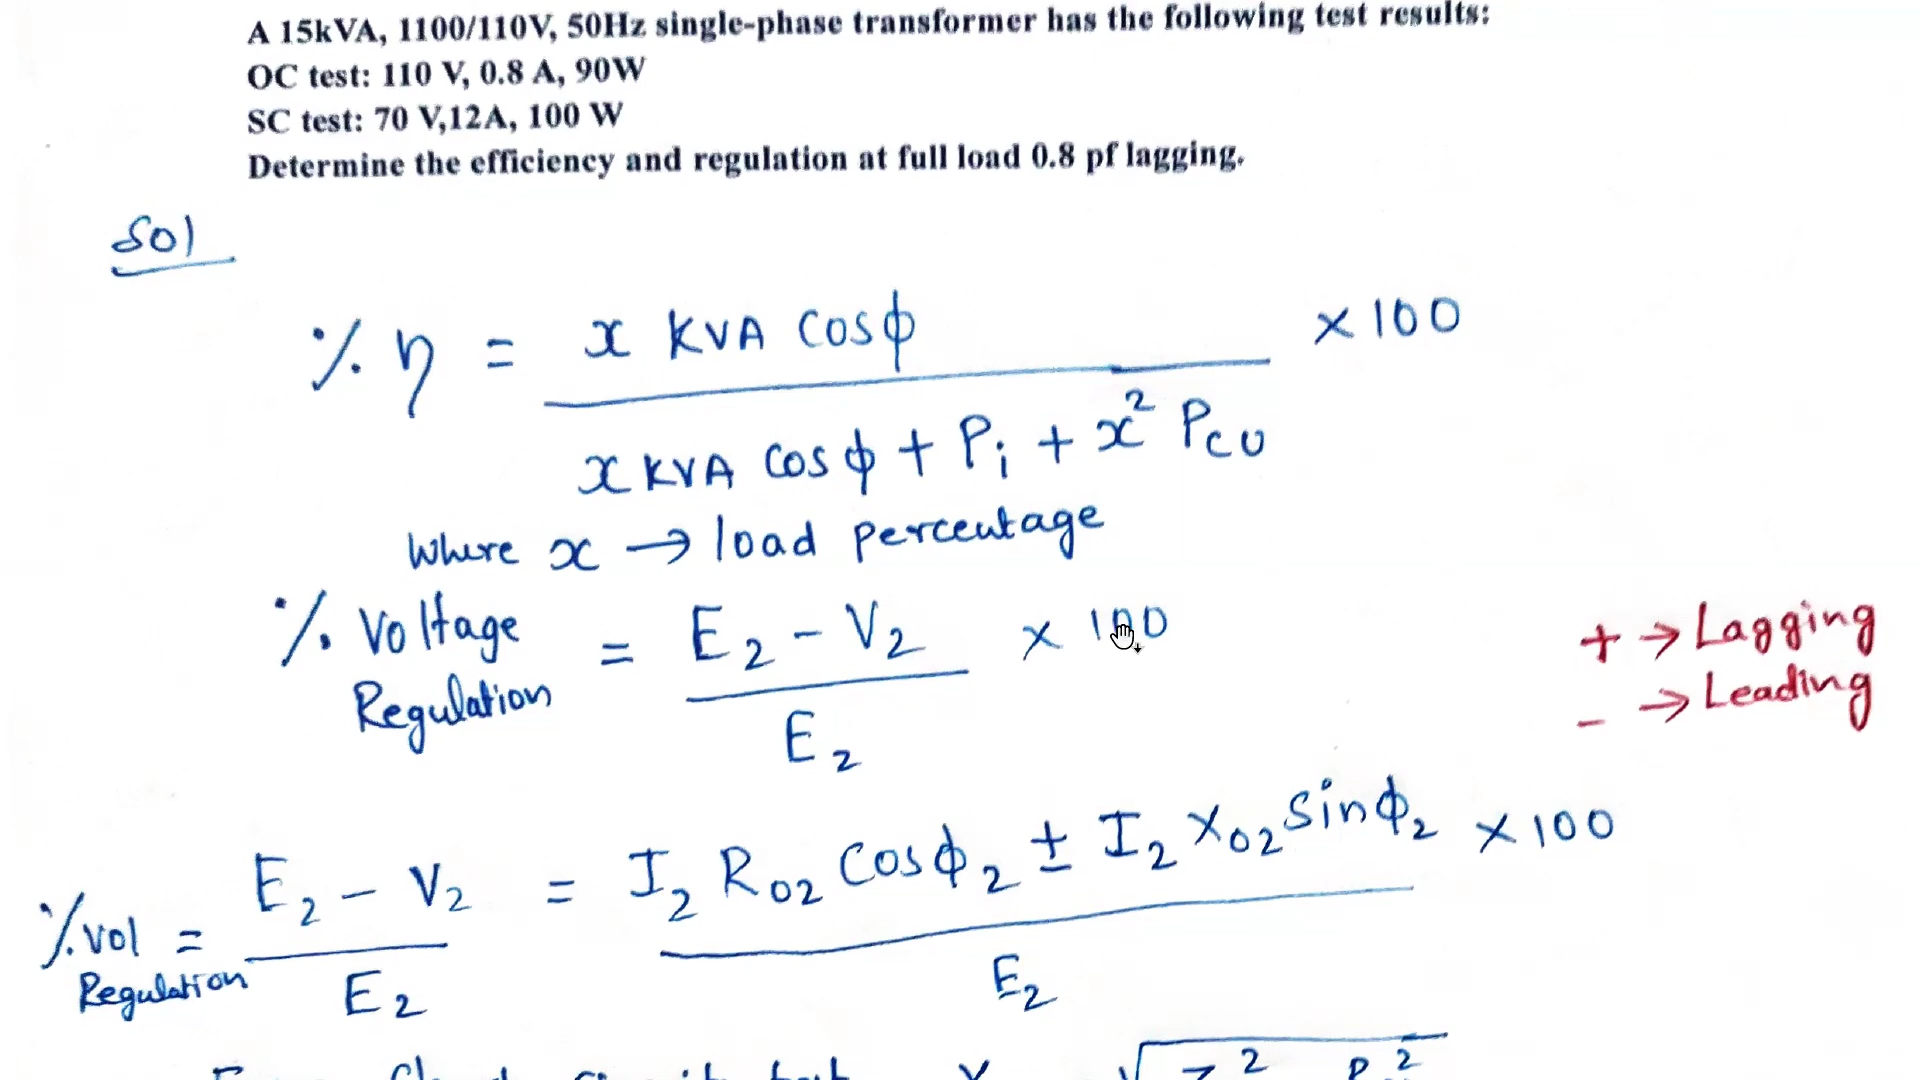 A 15kVA, 1100/110V, 50Hz single-phase transformer has the following test results:
OC test: 110 V, 0.8 A, 90W
SC test: 70 V,12A, 100 W
Determine the efficiency and regulation at full load 0.8 pf lagging.
Sol
% η = x KVA cosϕ × 100
x KVA cosϕ + Pi + x² Pcu
where x → load percentage
% Voltage Regulation = E2 - V2 × 100
E2
+ → Lagging
- → Leading
% vol Regulation = E2 - V2 = I2 R02 cosϕ2 ± I2 X02 sinϕ2 × 100
E2 E2